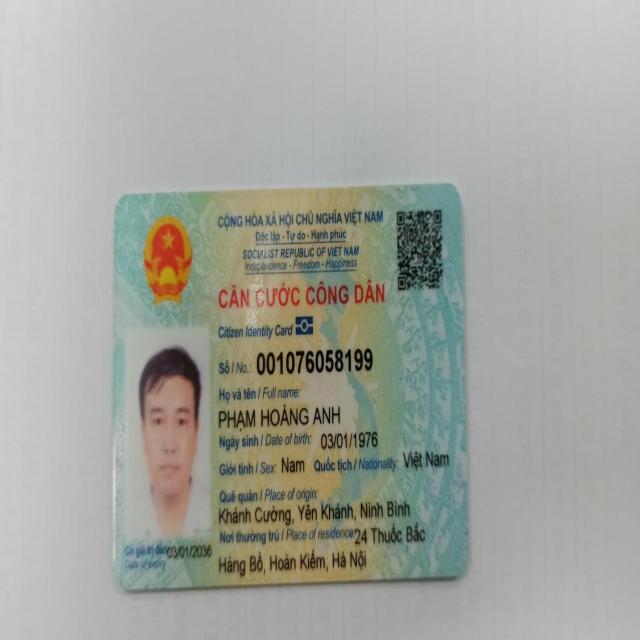 CỘNG HÒA XÃ HỘI CHỦ NGHĨA VIỆT NAM
Độc lập - Tự do - Hạnh phúc
SOCIALIST REPUBLIC OF VIET NAM
Independence - Freedom - Happiness
CĂN CƯỚC CÔNG DÂN
Citizen Identity Card
Số / No.: 001076058199
Họ và tên / Full name:
PHẠM HOÀNG ANH
Ngày sinh / Date of birth: 03/01/1976
Giới tính / Sex: Nam Quốc tịch / Nationality: Việt Nam
Quê quán / Place of origin:
Khánh Cường, Yên Khánh, Ninh Bình
Nơi thường trú / Place of residence: 24 Thuốc Bắc
Hàng Bồ, Hoàn Kiếm, Hà Nội
Có giá trị đến: 03/01/2036
Date of expiry